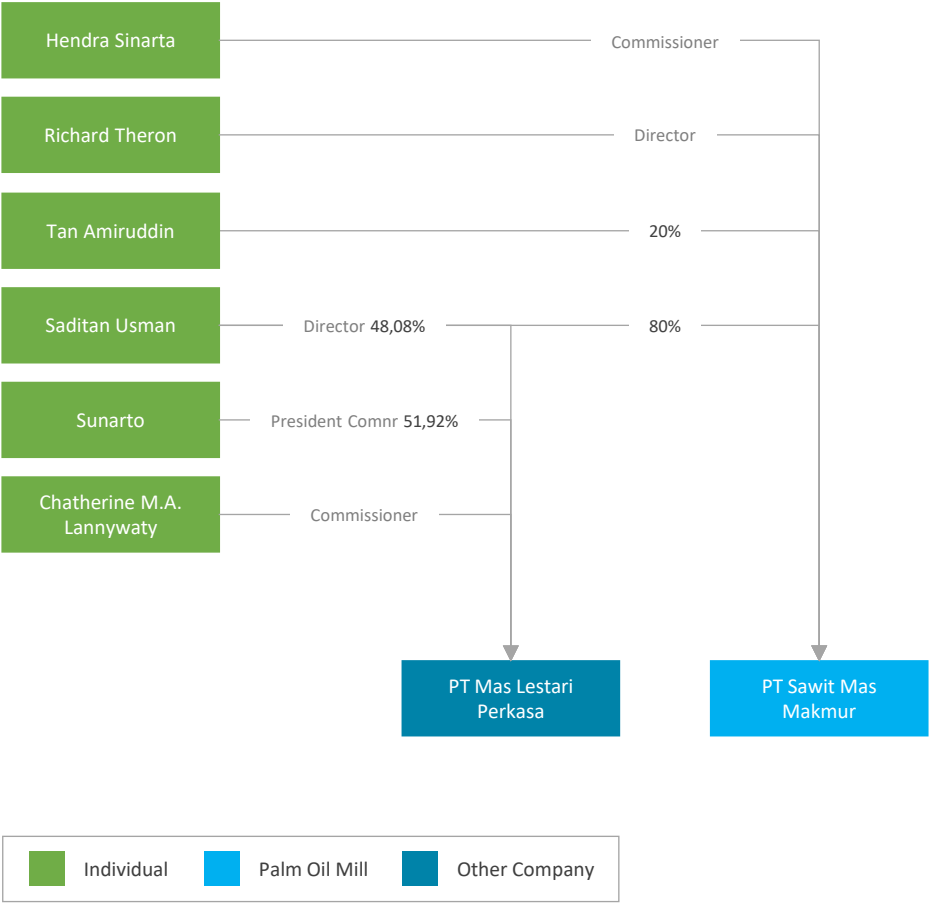 Hendra Sinarta
Commissioner
Richard Theron
Director
Tan Amiruddin
20%
Saditan Usman
Director 48,08%
80%
Sunarto
President Comnr 51,92%
Chatherine M.A.
Lannywaty
Commissioner
PT Mas Lestari
Perkasa
PT Sawit Mas
Makmur
Individual
Palm Oil Mill
Other Company